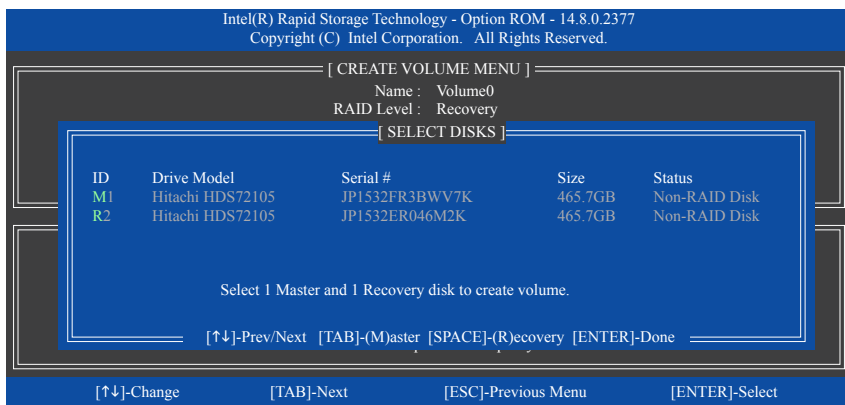 Intel(R) Rapid Storage Technology - Option ROM - 14.8.0.2377
Copyright (C) Intel Corporation. All Rights Reserved.
[ CREATE VOLUME MENU ]
Name : Volume0
RAID Level : Recovery
[ SELECT DISKS ]
ID Drive Model Serial # Size Status
M1 Hitachi HDS72105 JP1532FR3BWV7K 465.7GB Non-RAID Disk
R2 Hitachi HDS72105 JP1532ER046M2K 465.7GB Non-RAID Disk
Select 1 Master and 1 Recovery disk to create volume.
[↑↓]-Prev/Next [TAB]-(M)aster [SPACE]-(R)ecovery [ENTER]-Done
[↑↓]-Change [TAB]-Next [ESC]-Previous Menu [ENTER]-Select